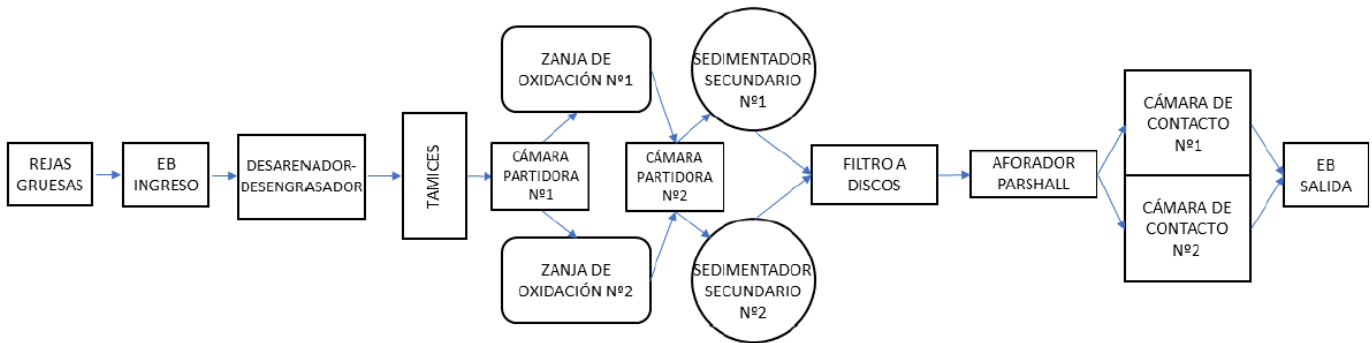 REJAS
GRUESAS
EB
INGRESO
DESARENADOR-
DESENGRASADOR
TAMICES
CÁMARA
PARTIDORA
Nº1
ZANJA DE
OXIDACIÓN Nº1
ZANJA DE
OXIDACIÓN Nº2
CÁMARA
PARTIDORA
Nº2
SEDIMENTADOR
SECUNDARIO
Nº1
SEDIMENTADOR
SECUNDARIO
Nº2
FILTRO A
DISCOS
AFORADOR
PARSHALL
CÁMARA DE
CONTACTO
Nº1
CÁMARA DE
CONTACTO
Nº2
EB
SALIDA